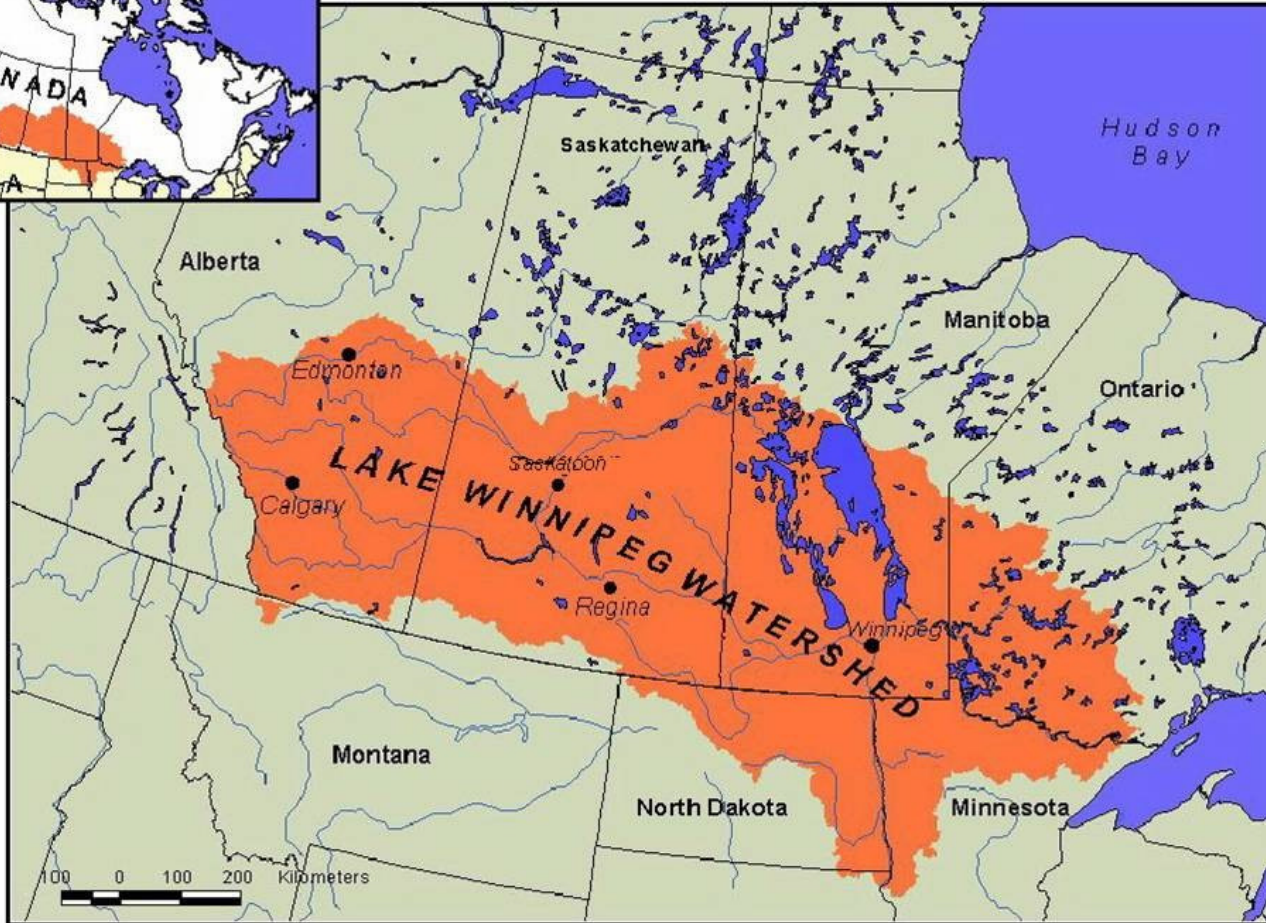 NADA
A
Hudson
Bay
Saskatchewan
Alberta
Manitoba
Ontario
Edmonton
Saskatoon
Calgary
LAKE WINNIPEG WATERSHED
Regina
Winnipeg
Montana
North Dakota
Minnesota
100 0 100 200 Kilometers